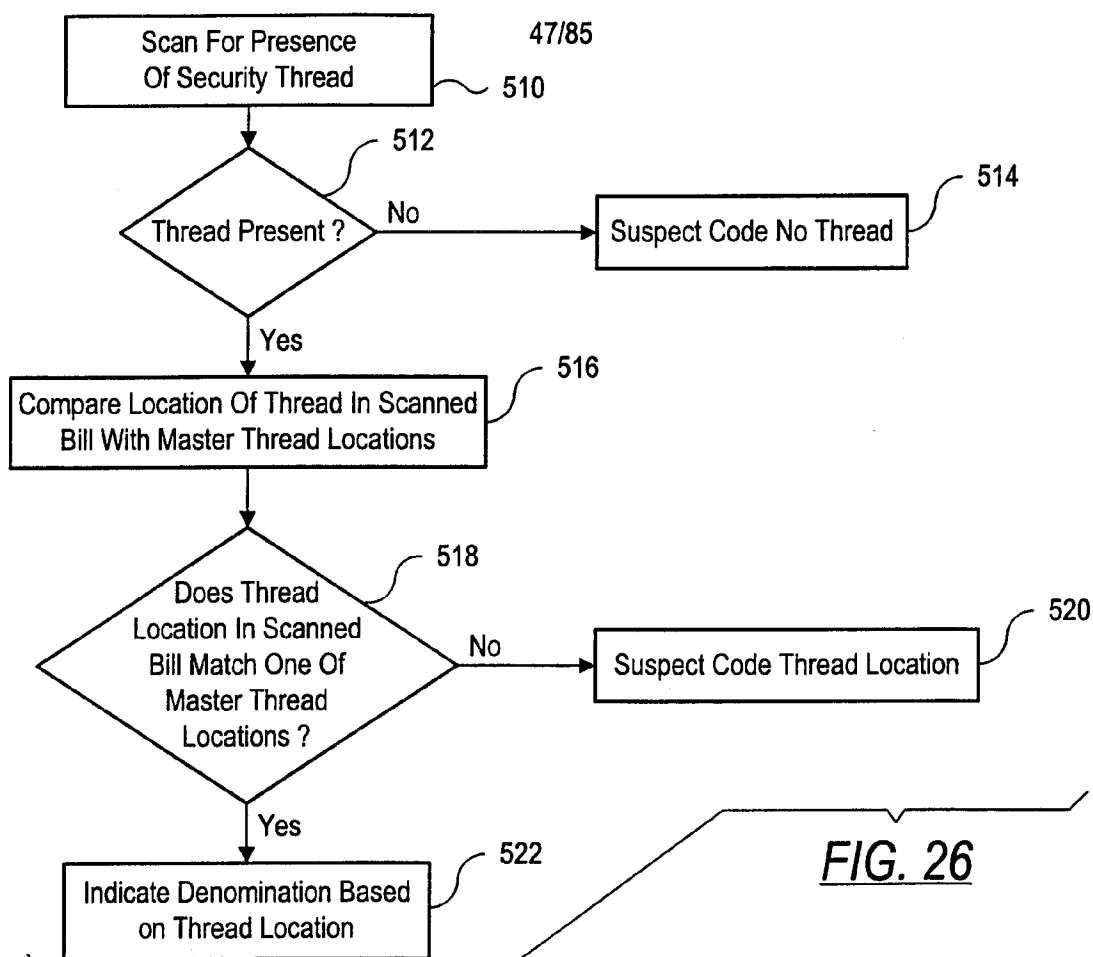 47/85
Scan For Presence
Of Security Thread
510
512
Thread Present ?
No
514
Suspect Code No Thread
Yes
516
Compare Location Of Thread In Scanned
Bill With Master Thread Locations
518
Does Thread
Location In Scanned
Bill Match One Of
Master Thread
Locations ?
No
520
Suspect Code Thread Location
Yes
522
Indicate Denomination Based
on Thread Location
FIG. 26